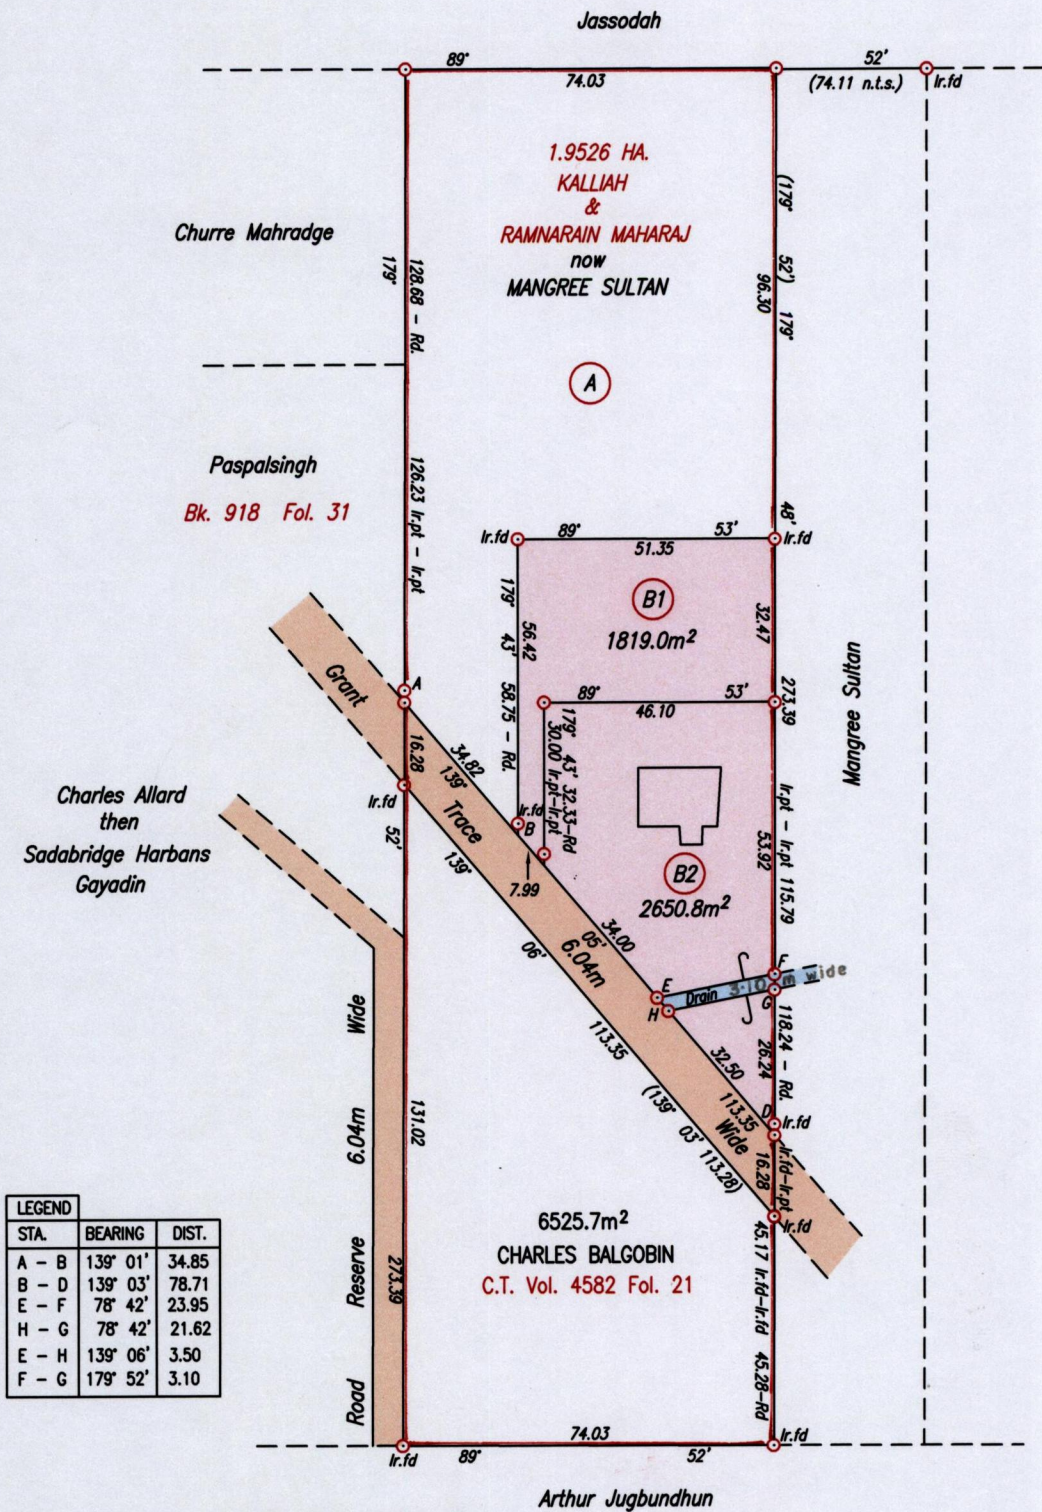 Jassodah
89°
74.03
52'
(74.11 n.t.s.)
Ir.fd
1.9526 HA.
KALLIAH
&
RAMNARAIN MAHARAJ
now
MANGREE SULTAN
Churre Mahradge
179°
128.68 - Rd.
(179° 52')
96.30
179° 48'
A
Paspalsingh
Bk. 918 Fol. 31
126.23 Ir.pt - Ir.pt
Ir.fd
89° 53'
51.35
Ir.fd
B1
1819.0m²
32.47
179° 43'
56.42
58.75 - Rd.
Mangree Sultan
273.39
89° 53'
46.10
179° 43' 32.33-Rd
30.00 Ir.pt-Ir.pt
Grant Trace 6.04m Wide
A
16.28
34.82
139°
Ir.fd
52'
Charles Allard
then
Sadabridge Harbans
Gayadin
Ir.fd
B
7.99
139° 06'
B2
2650.8m²
53.92
Ir.pt - Ir.pt 115.79
34.00
05'
E
F
Drain 3.10 m wide
H
G
118.24 - Rd.
26.24
32.50
113.35
113.35
(139° 03' 113.28)
D
Ir.fd
Ir.fd-Ir.pt
16.28
Ir.fd
Road Reserve 6.04m Wide
131.02
273.39
6525.7m²
CHARLES BALGOBIN
C.T. Vol. 4582 Fol. 21
45.17 Ir.fd-Ir.fd 45.28-Rd
LEGEND
STA. BEARING DIST.
A - B 139° 01' 34.85
B - D 139° 03' 78.71
E - F 78° 42' 23.95
H - G 78° 42' 21.62
E - H 139° 06' 3.50
F - G 179° 52' 3.10
74.03
Ir.fd
89° 52'
Ir.fd
Arthur Jugbundhun